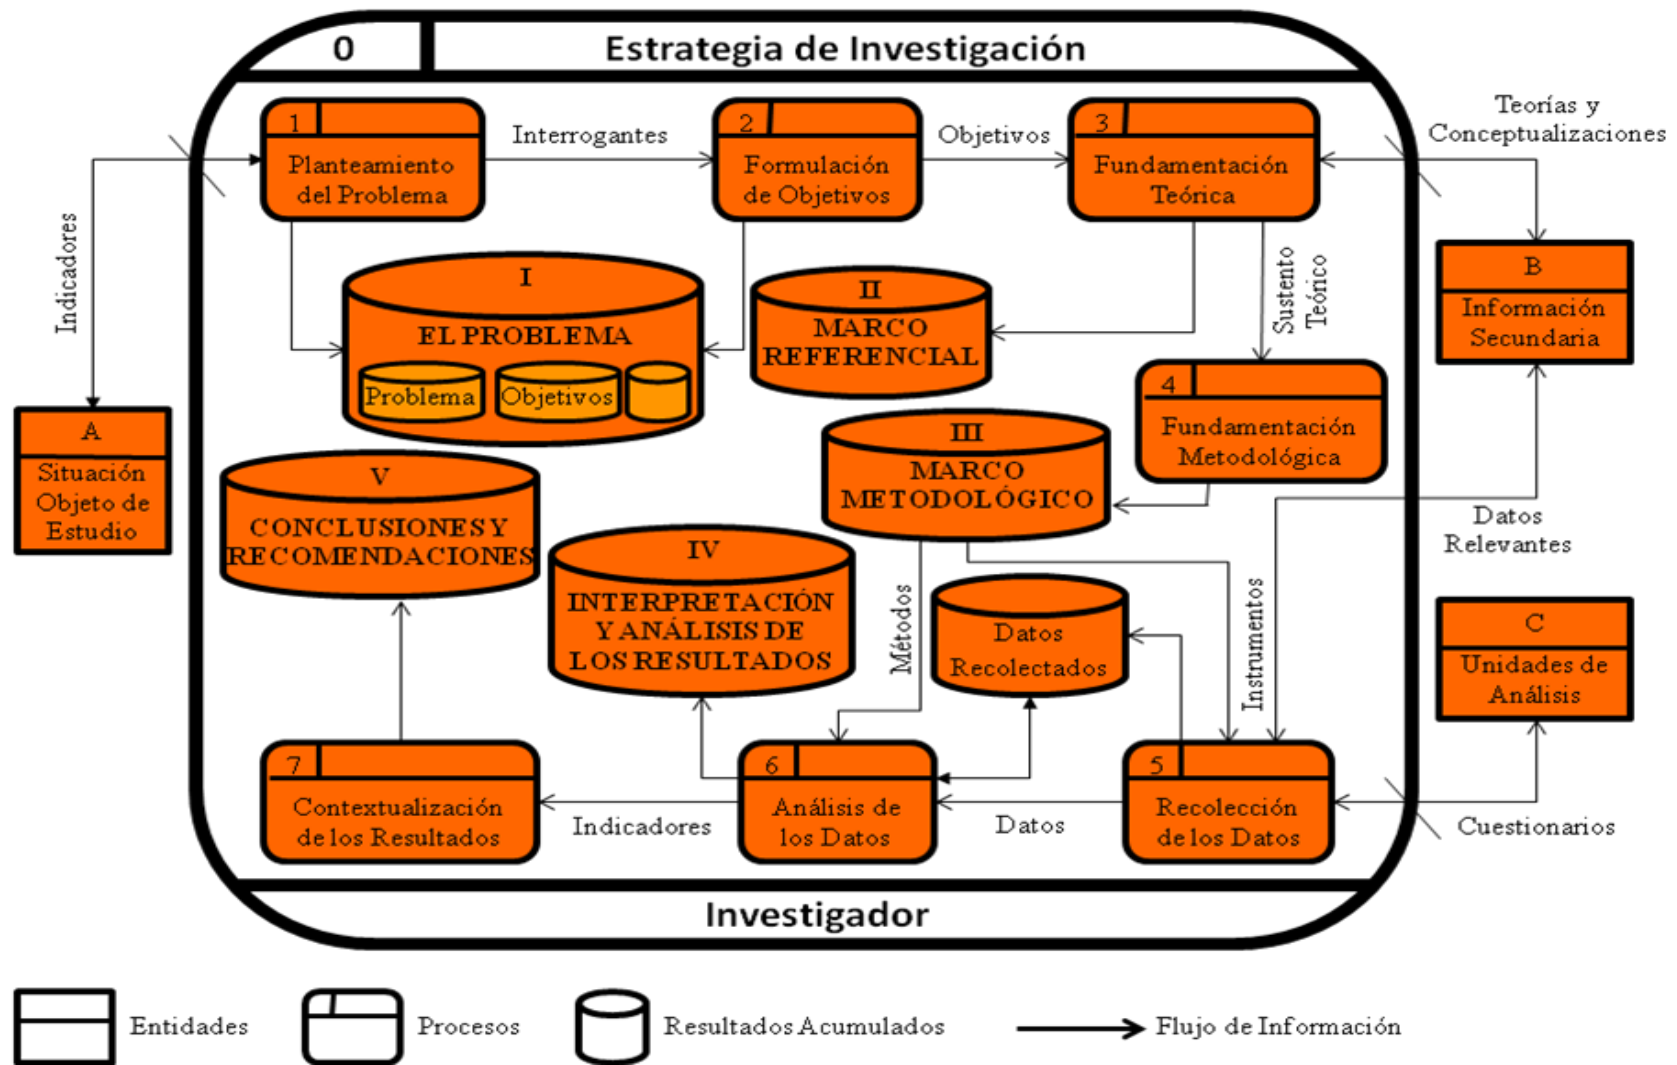 0
Estrategia de Investigación
1
Planteamiento
del Problema
Interrogantes
2
Formulación
de Objetivos
Objetivos
3
Fundamentación
Teórica
Teorías y
Conceptualizaciones
Indicadores
I
EL PROBLEMA
Problema
Objetivos
II
MARCO
REFERENCIAL
Sustento
Teórico
B
Información
Secundaria
4
Fundamentación
Metodológica
A
Situación
Objeto de
Estudio
V
CONCLUSIONES Y
RECOMENDACIONES
III
MARCO
METODOLÓGICO
Datos
Relevantes
IV
INTERPRETACIÓN
Y ANÁLISIS DE
LOS RESULTADOS
Métodos
Datos
Recolectados
Instrumentos
C
Unidades de
Análisis
7
Contextualización
de los Resultados
Indicadores
6
Análisis de
los Datos
Datos
5
Recolección
de los Datos
Cuestionarios
Investigador
Entidades
Procesos
Resultados Acumulados
Flujo de Información